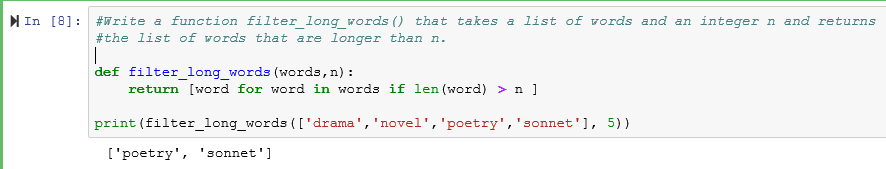 In [8]: #Write a function filter_long_words() that takes a list of words and an integer n and returns
#the list of words that are longer than n.
def filter_long_words(words,n):
    return [word for word in words if len(word) > n ]
print(filter_long_words(['drama','novel','poetry','sonnet'], 5))
['poetry', 'sonnet']